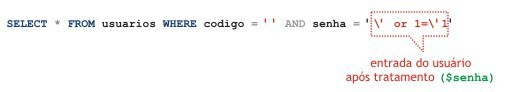 SELECT * FROM usuarios WHERE codigo = '' AND senha = '\' or 1=\'1'
entrada do usuário
após tratamento ($senha)